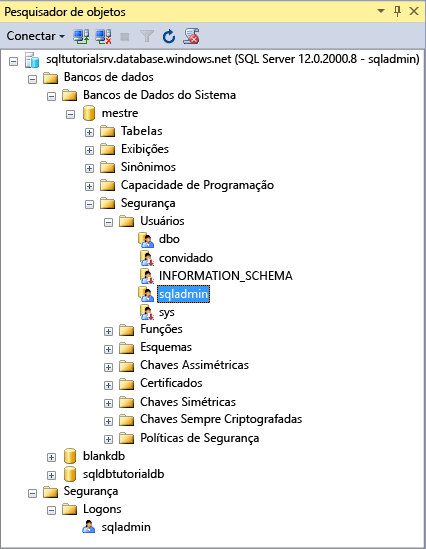 Pesquisador de objetos
Conectar
sqltutorialsrv.database.windows.net (SQL Server 12.0.2000.8 - sqladmin)
Bancos de dados
Bancos de Dados do Sistema
mestre
Tabelas
Exibições
Sinônimos
Capacidade de Programação
Segurança
Usuários
dbo
convidado
INFORMATION_SCHEMA
sqladmin
sys
Funções
Esquemas
Chaves Assimétricas
Certificados
Chaves Simétricas
Chaves Sempre Criptografadas
Políticas de Segurança
blankdb
sqldbtutorialdb
Segurança
Logons
sqladmin